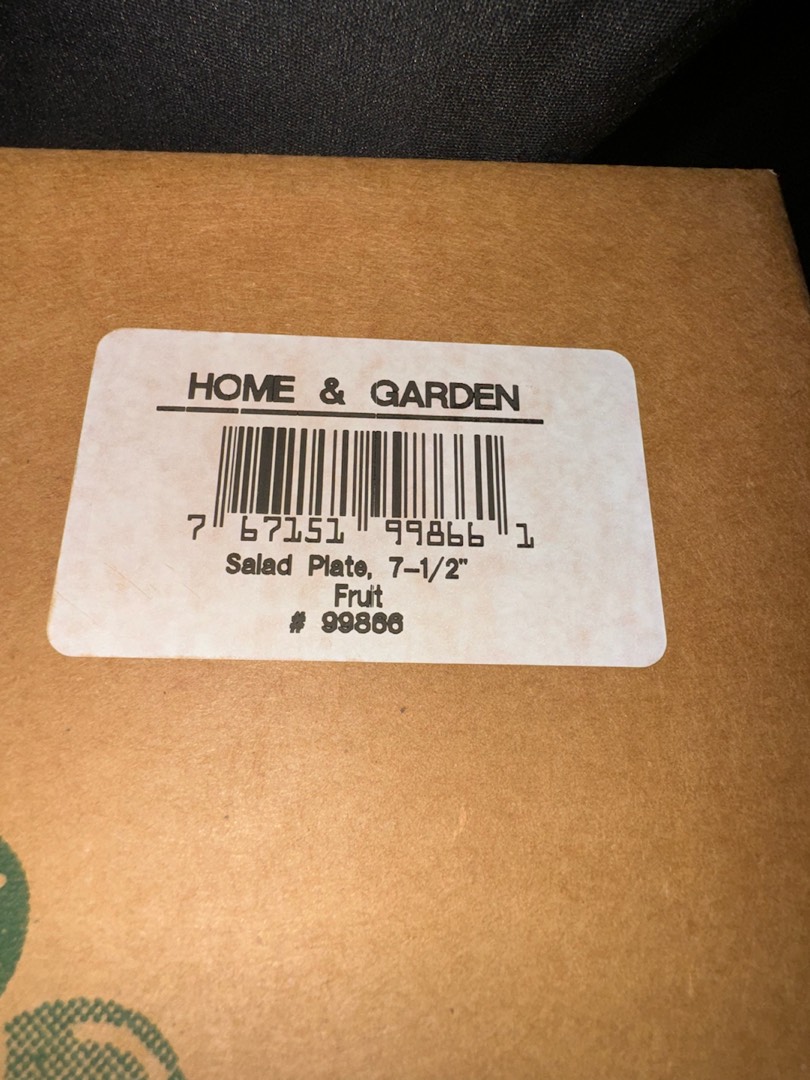 HOME & GARDEN
7 67151 99866 1
Salad Plate, 7-1/2"
Fruit
# 99866